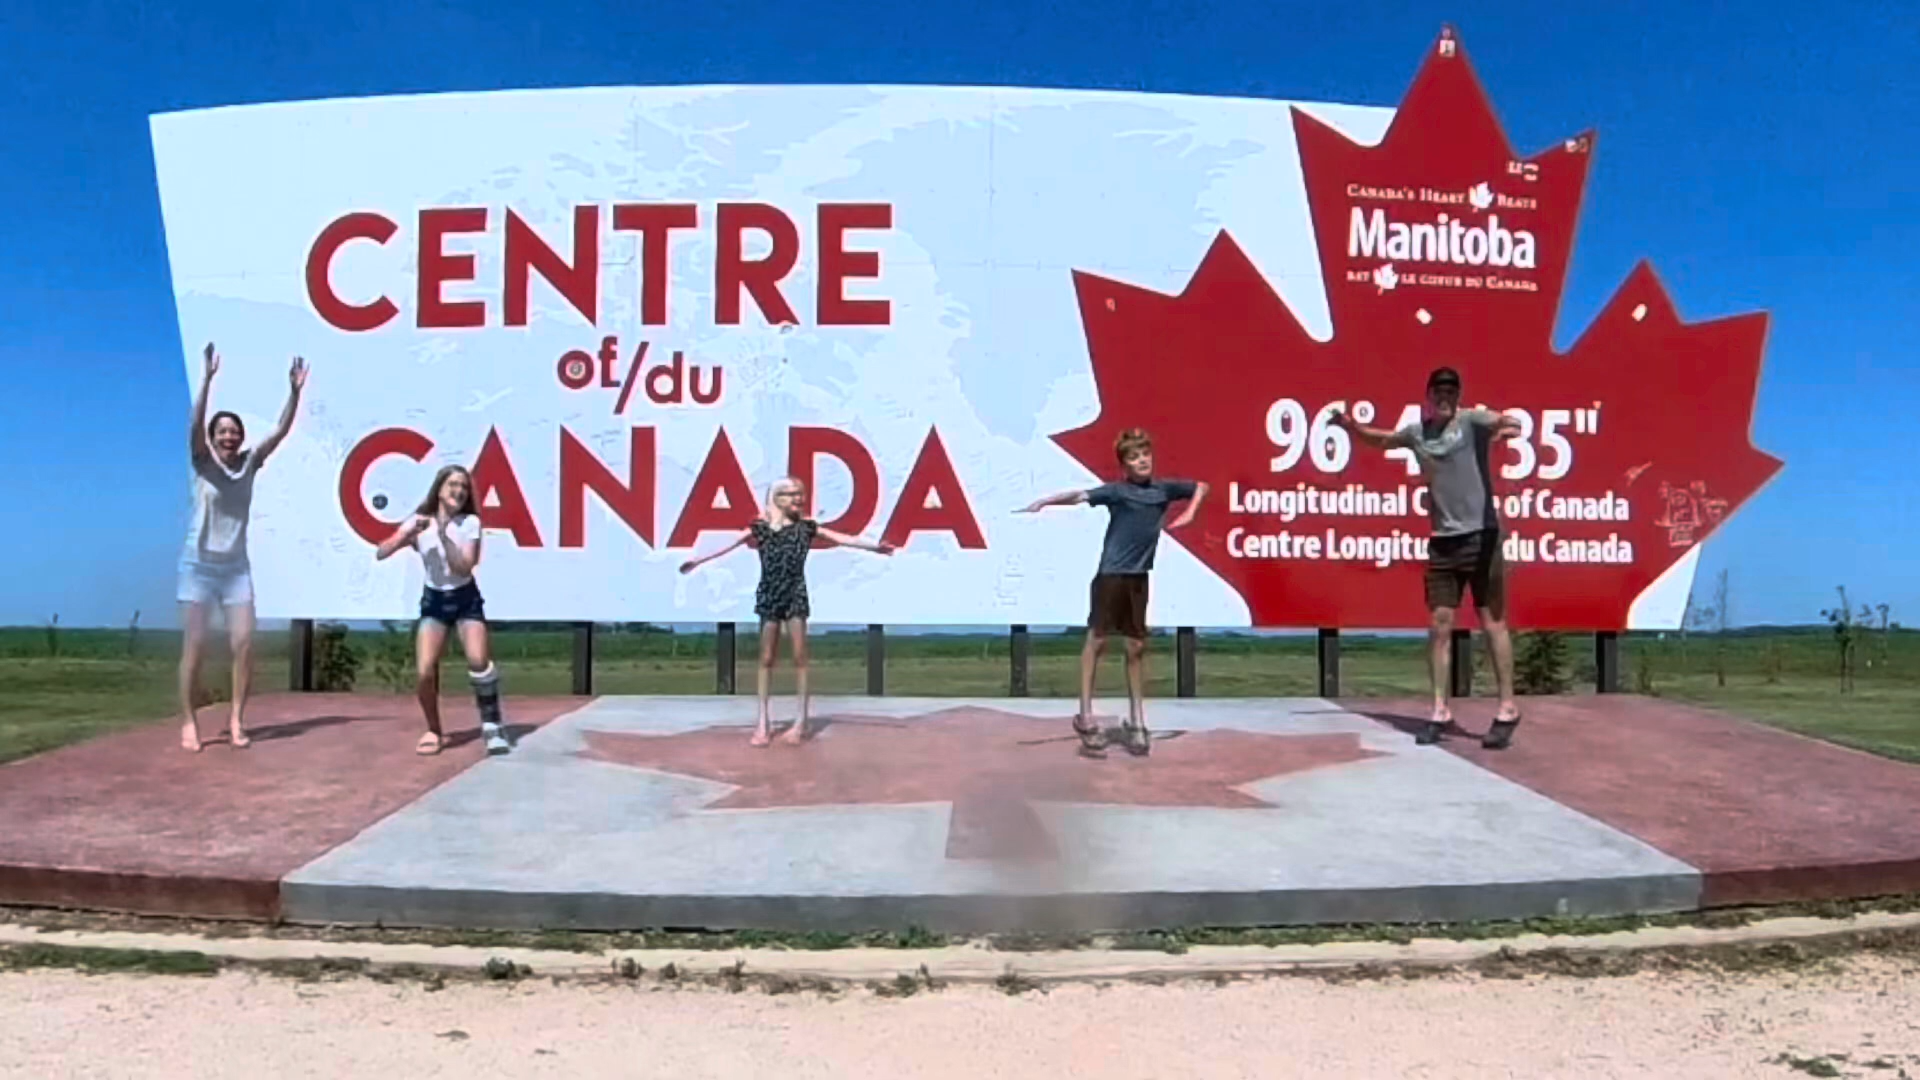 CENTRE
of/du
CANADA
CANADA'S HEART BEATS
Manitoba
BAT LE COEUR DU CANADA
96° 35"
Longitudinal of Canada
Centre du Canada